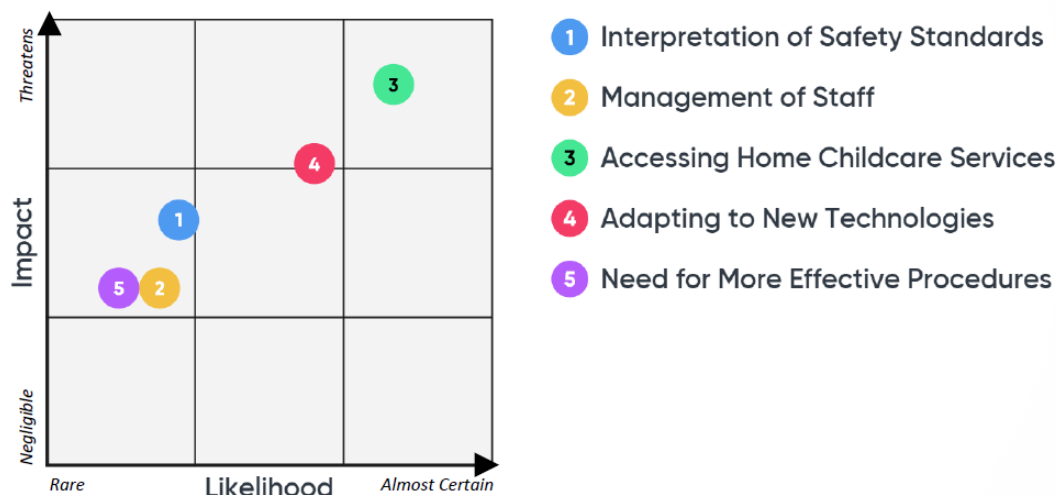 Threatens
Impact
Negligible
Rare
Likelihood
Almost Certain
3
4
1
5
2
1 Interpretation of Safety Standards
2 Management of Staff
3 Accessing Home Childcare Services
4 Adapting to New Technologies
5 Need for More Effective Procedures